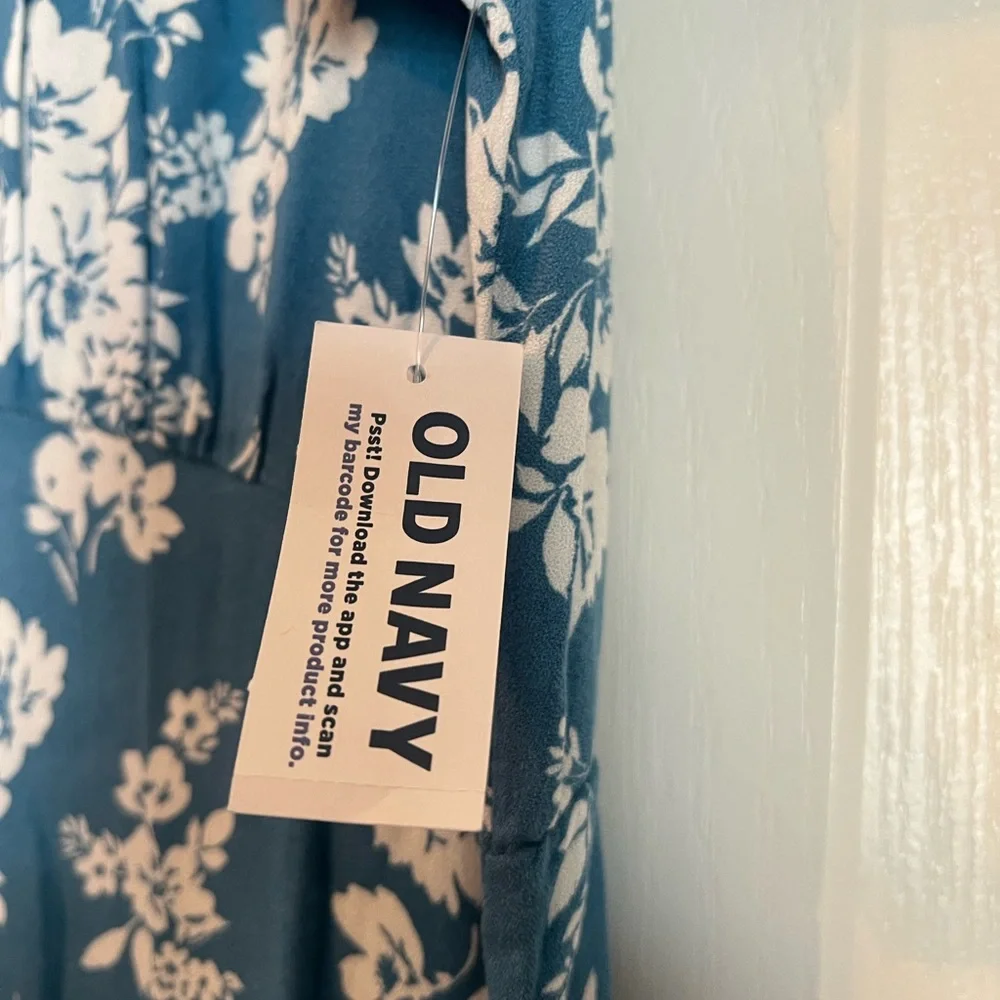 OLD NAVY
Psst! Download the app and scan
my barcode for more product info.